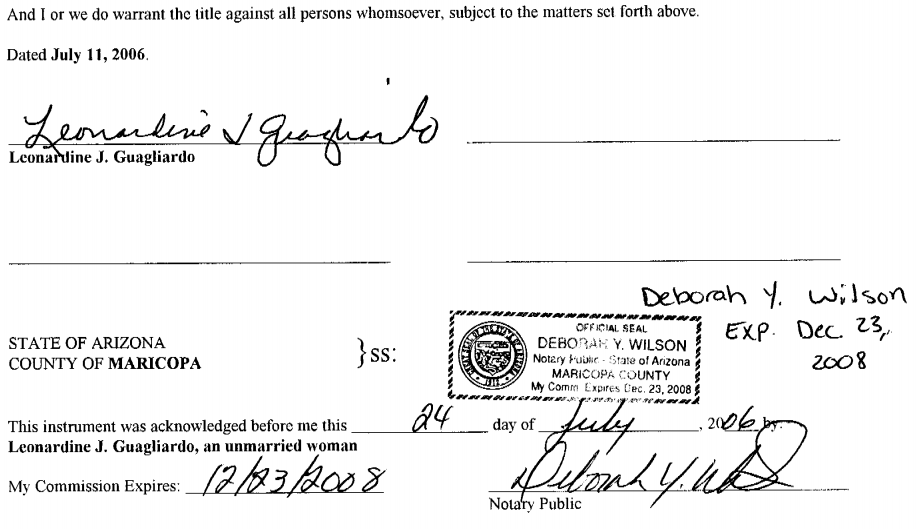 And I or we do warrant the title against all persons whomsoever, subject to the matters set forth above.
Dated July 11, 2006.
Leonardine J Guagliardo
Leonardine J. Guagliardo
Deborah Y. Wilson
EXP. Dec 23,
2008
OFFICIAL SEAL
DEBORAH Y. WILSON
Notary Public - State of Arizona
MARICOPA COUNTY
My Comm. Expires Dec. 23, 2008
STATE OF ARIZONA
COUNTY OF MARICOPA
}ss:
This instrument was acknowledged before me this 24 day of July, 2006 by
Leonardine J. Guagliardo, an unmarried woman
My Commission Expires: 12/23/2008
Deborah Y. Wilson
Notary Public